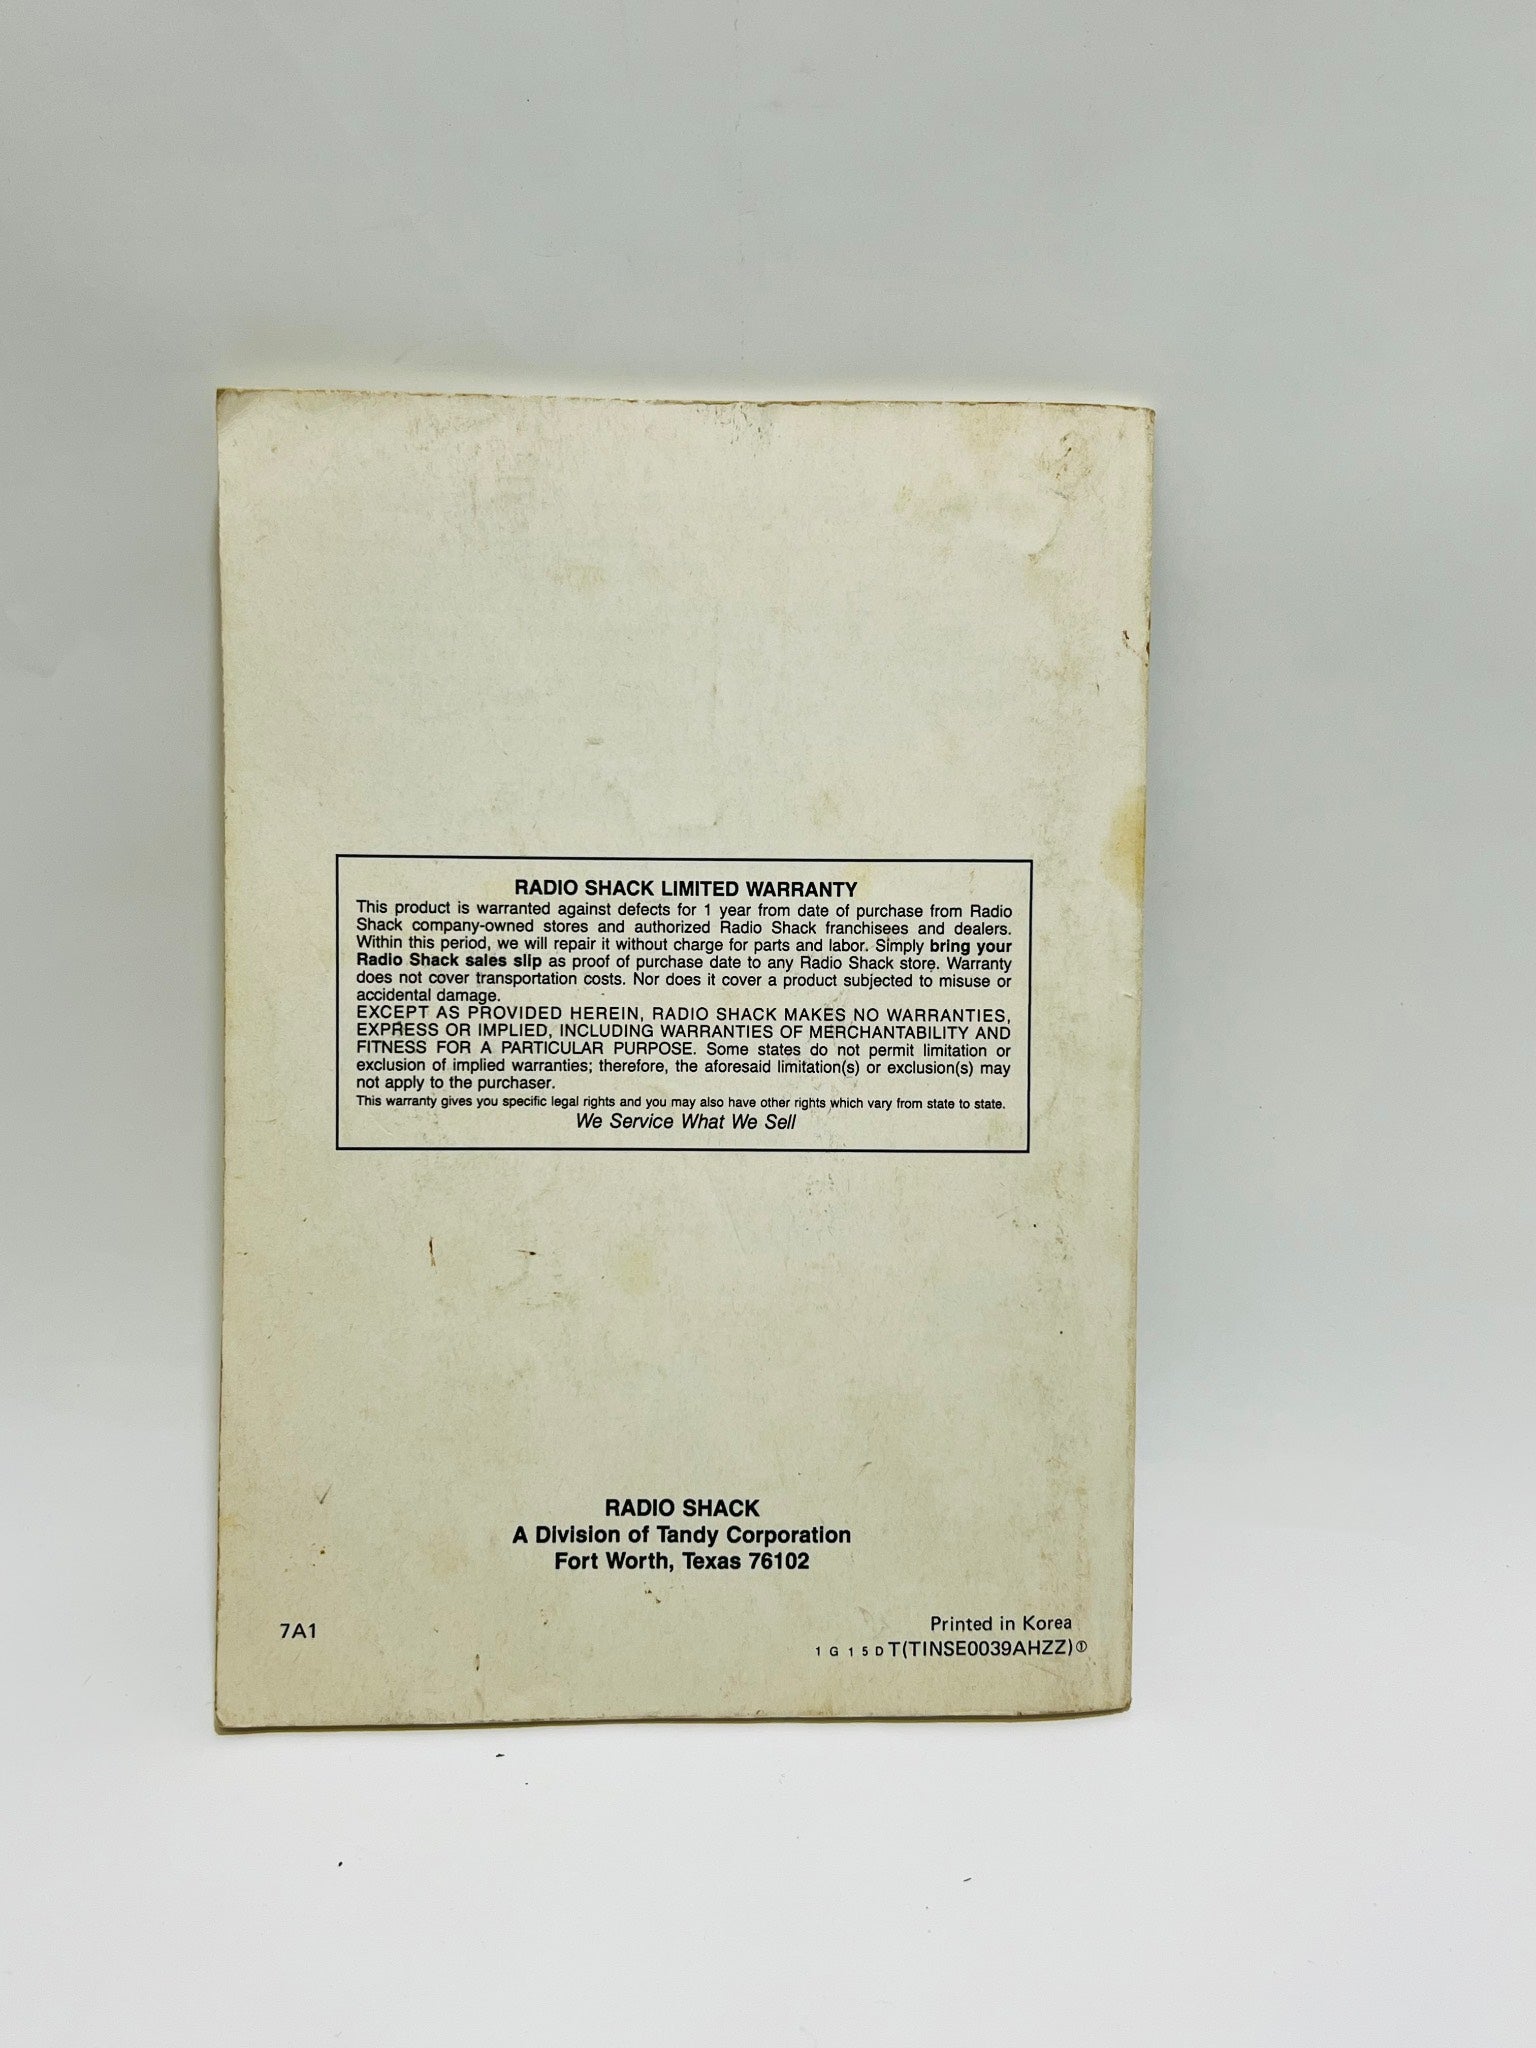 RADIO SHACK LIMITED WARRANTY
This product is warranted against defects for 1 year from date of purchase from Radio
Shack company-owned stores and authorized Radio Shack franchisees and dealers.
Within this period, we will repair it without charge for parts and labor. Simply bring your
Radio Shack sales slip as proof of purchase date to any Radio Shack store. Warranty
does not cover transportation costs. Nor does it cover a product subjected to misuse or
accidental damage.
EXCEPT AS PROVIDED HEREIN, RADIO SHACK MAKES NO WARRANTIES,
EXPRESS OR IMPLIED, INCLUDING WARRANTIES OF MERCHANTABILITY AND
FITNESS FOR A PARTICULAR PURPOSE. Some states do not permit limitation or
exclusion of implied warranties; therefore, the aforesaid limitation(s) or exclusion(s) may
not apply to the purchaser.
This warranty gives you specific legal rights and you may also have other rights which vary from state to state.
We Service What We Sell
RADIO SHACK
A Division of Tandy Corporation
Fort Worth, Texas 76102
7A1
Printed in Korea
1 G 1 5 D T(TINSE0039AHZZ)①